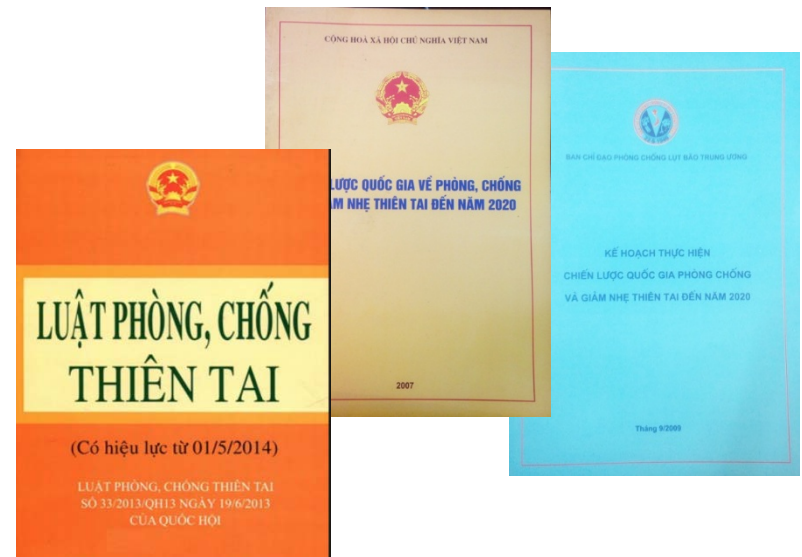 LUẬT PHÒNG, CHỐNG
THIÊN TAI
(Có hiệu lực từ 01/5/2014)
LUẬT PHÒNG, CHỐNG THIÊN TAI
SỐ 33/2013/QH13 NGÀY 19/6/2013
CỦA QUỐC HỘI
CỘNG HOÀ XÃ HỘI CHỦ NGHĨA VIỆT NAM
LƯỢC QUỐC GIA VỀ PHÒNG, CHỐNG
NHẸ THIÊN TAI ĐẾN NĂM 2020
2007
BAN CHỈ ĐẠO PHÒNG CHỐNG LỤT BÃO TRUNG ƯƠNG
KẾ HOẠCH THỰC HIỆN
CHIẾN LƯỢC QUỐC GIA PHÒNG CHỐNG
VÀ GIẢM NHẸ THIÊN TAI ĐẾN NĂM 2020
Tháng 9/2009